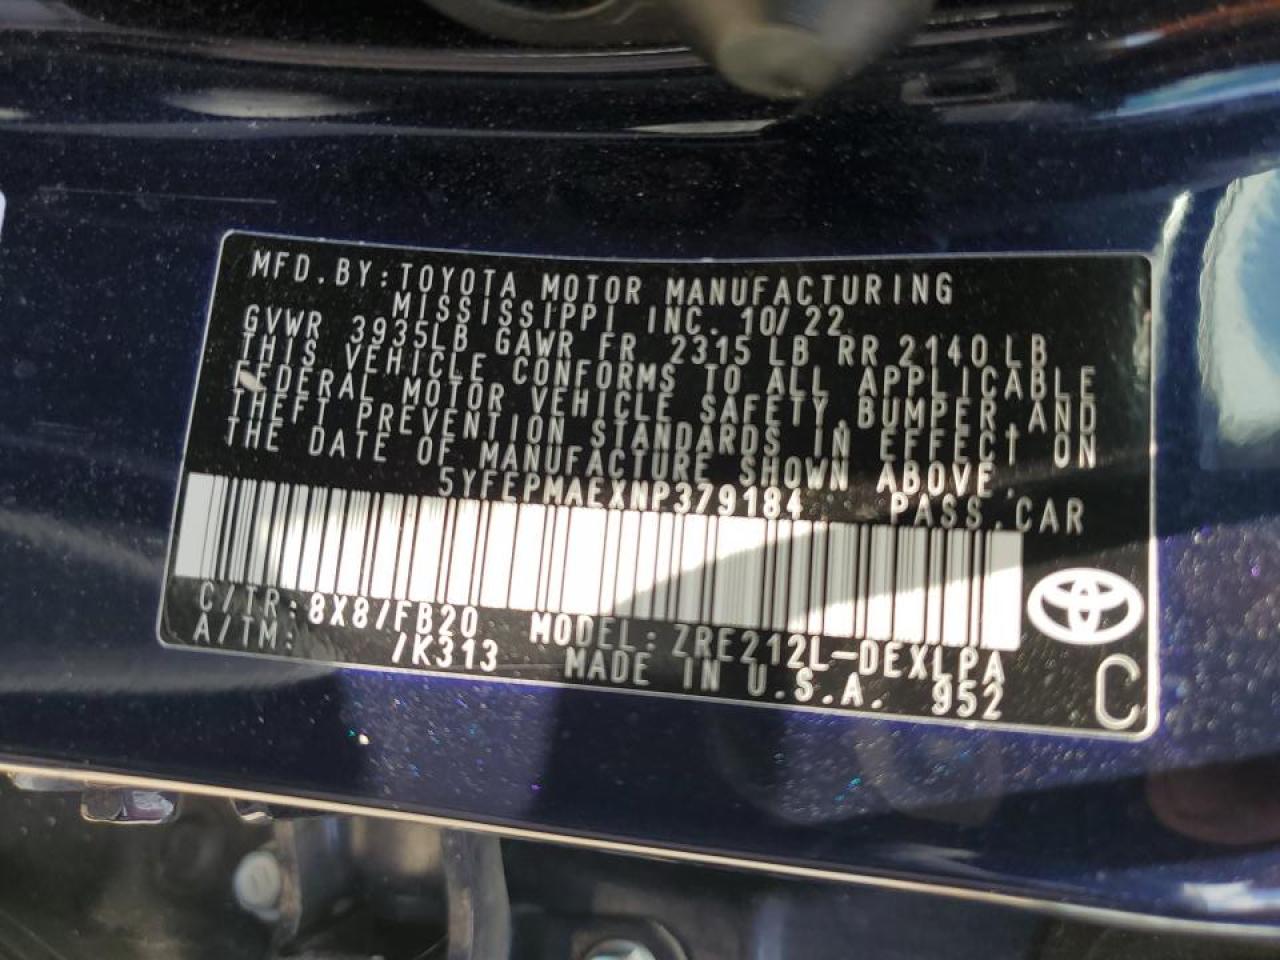 MFD.BY:TOYOTA MOTOR MANUFACTURING
MISSISSIPPI INC. 10/22
GVWR 3935LB GAWR FR 2315LB RR 2140LB
THIS VEHICLE CONFORMS TO ALL APPLICABLE
FEDERAL MOTOR VEHICLE SAFETY,BUMPER,AND
THEFT PREVENTION STANDARDS IN EFFECT ON
THE DATE OF MANUFACTURE SHOWN ABOVE.
5YFEPMAEXNP379184 PASS.CAR
C/TR:8X8/FB20 MODEL:ZRE212L-DEXLPA
A/TM: /K313 MADE IN U.S.A. 952
C